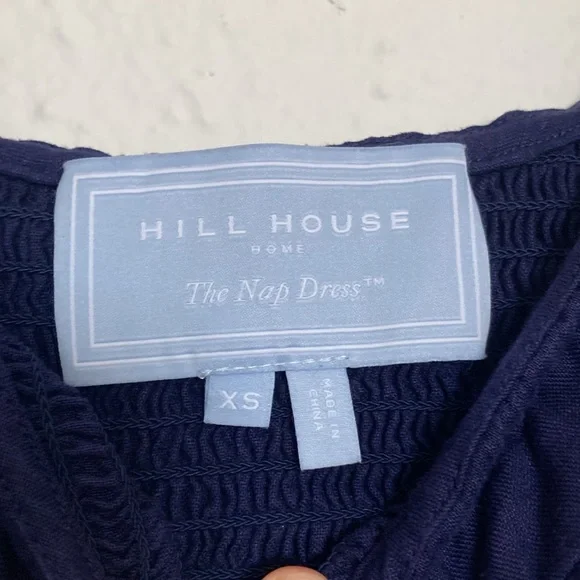 HILL HOUSE
HOME
The Nap Dress™
XS
MADE IN
CHINA